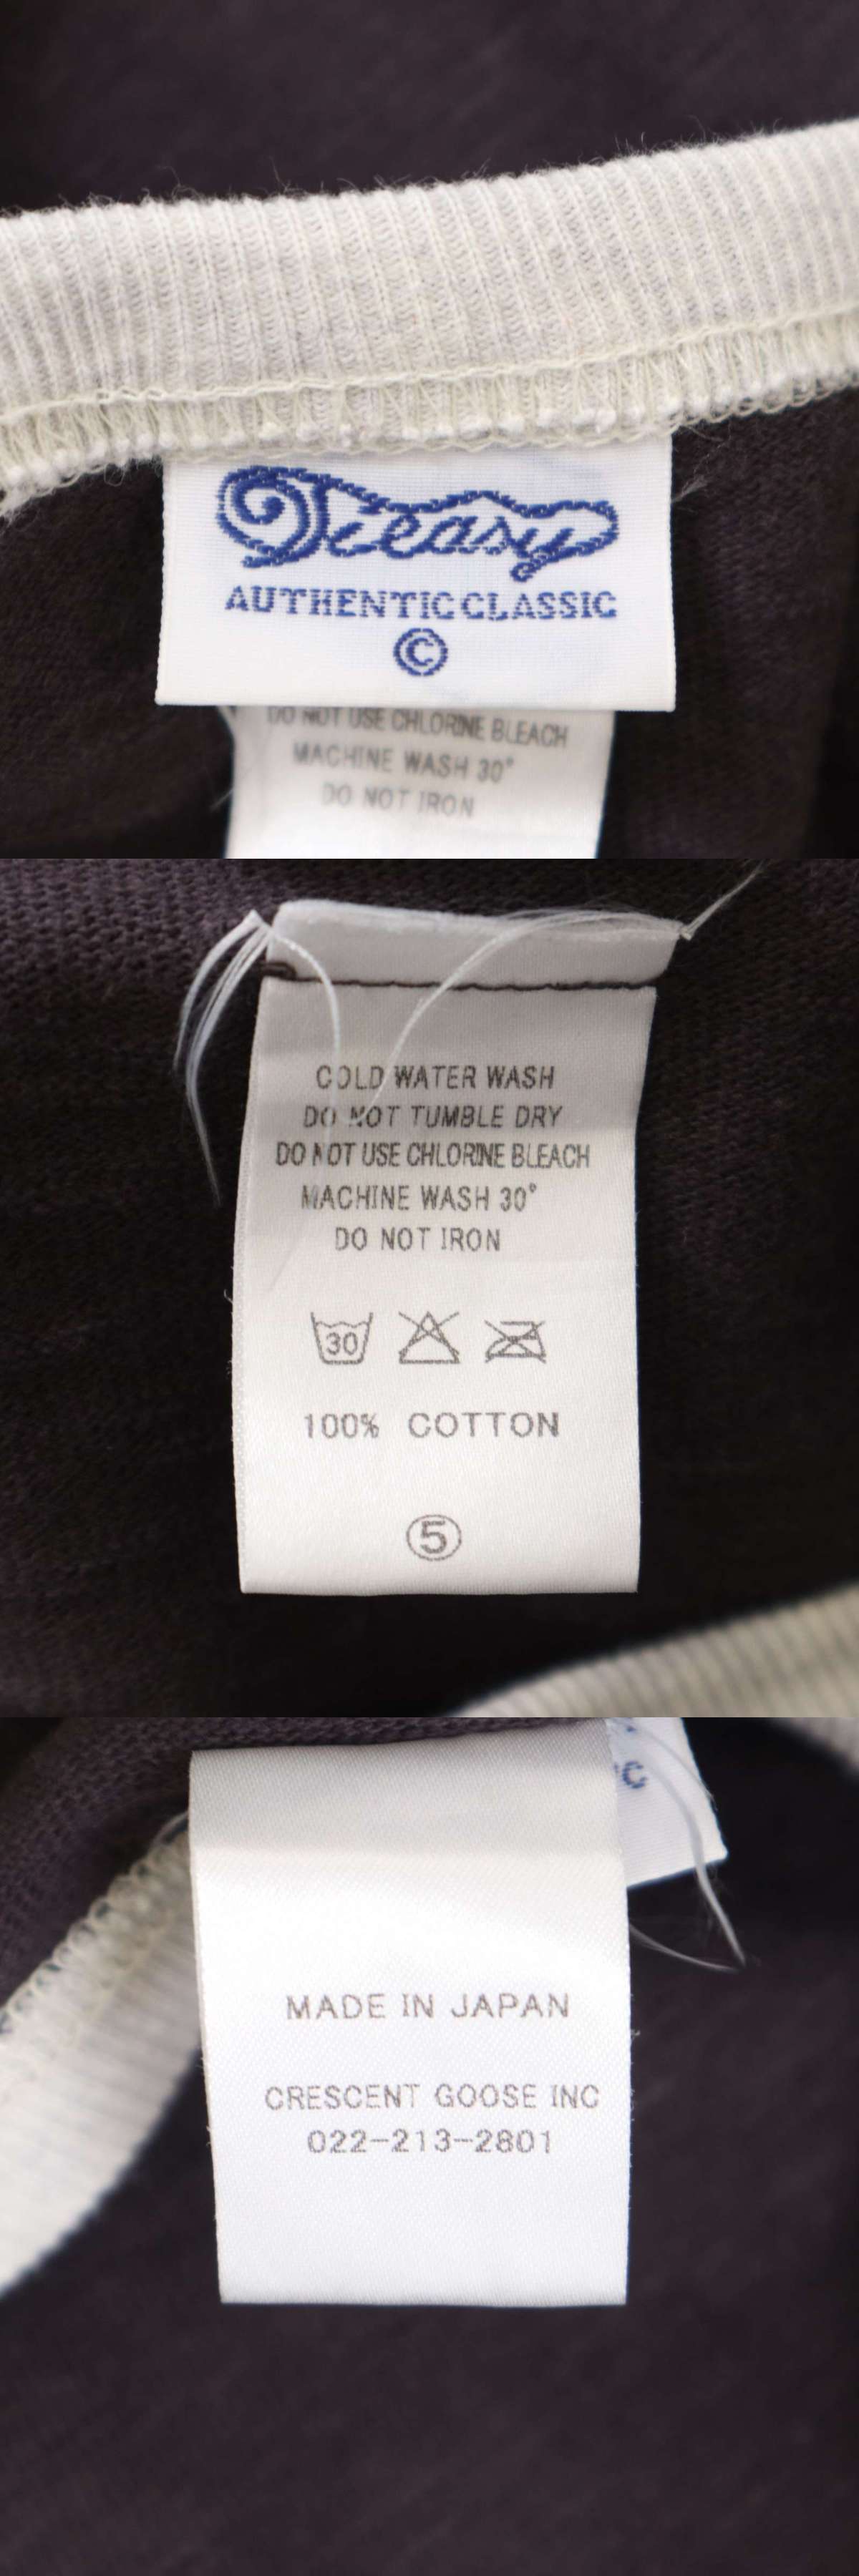 Tieasy
AUTHENTIC CLASSIC
©
DO NOT USE CHLORINE BLEACH
MACHINE WASH 30°
DO NOT IRON
COLD WATER WASH
DO NOT TUMBLE DRY
DO NOT USE CHLORINE BLEACH
MACHINE WASH 30°
DO NOT IRON
30
100% COTTON
⑤
C
MADE IN JAPAN
CRESCENT GOOSE INC
022-213-2801